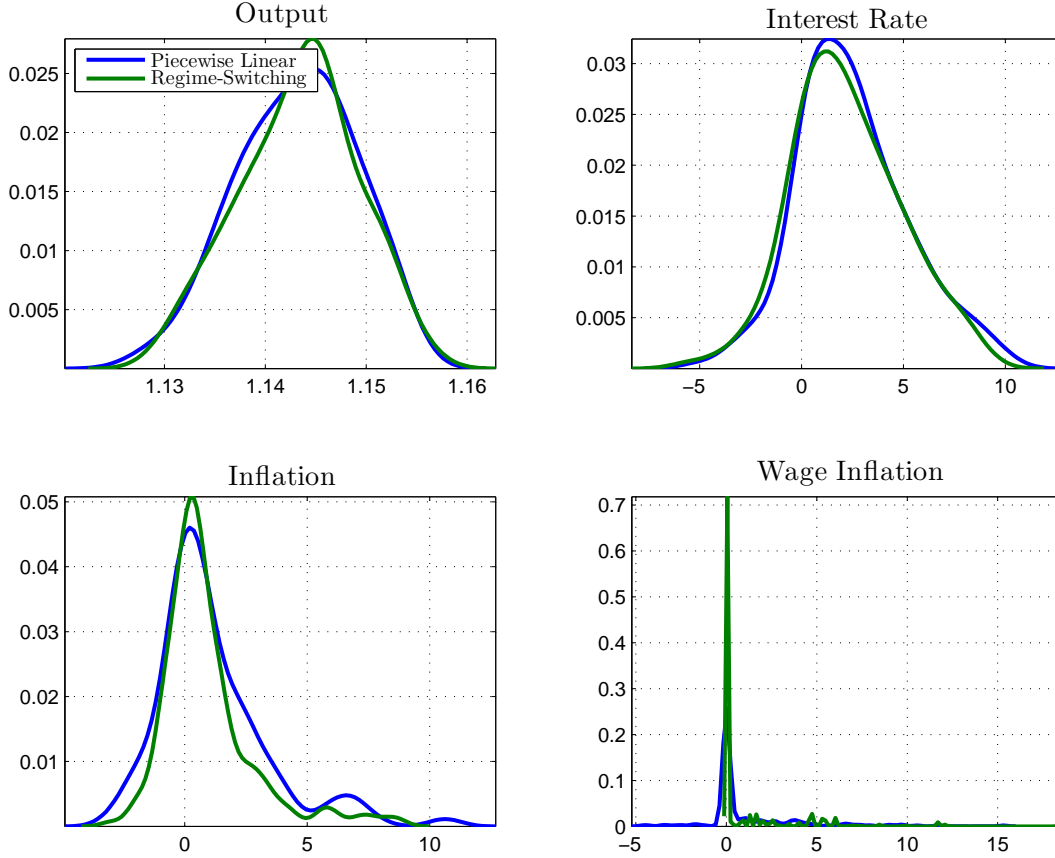 Output
0.025
0.02
0.015
0.01
0.005
Piecewise Linear
Regime-Switching
1.13 1.14 1.15 1.16
Interest Rate
0.03
0.025
0.02
0.015
0.01
0.005
−5 0 5 10
Inflation
0.05
0.04
0.03
0.02
0.01
0 5 10
Wage Inflation
0.7
0.6
0.5
0.4
0.3
0.2
0.1
0
−5 0 5 10 15